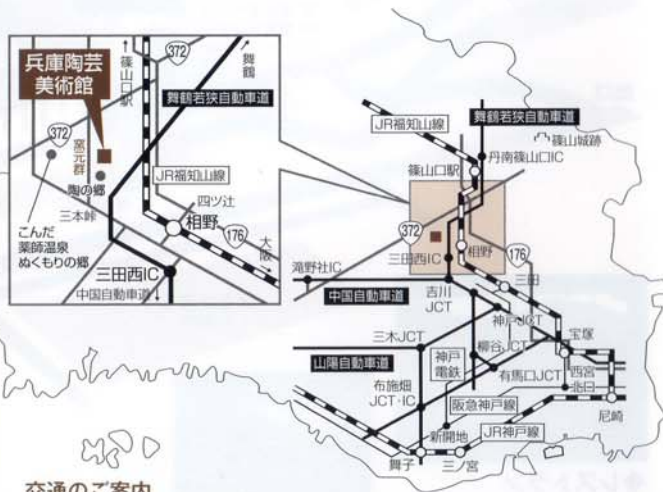 372
↑篠山口駅
舞鶴
兵庫陶芸
美術館
舞鶴若狭自動車道
372
窯元群
陶の郷
JR福知山線
四ツ辻
三本峠
こんだ
薬師温泉
ぬくもりの郷
相野
176
大阪
三田西IC
中国自動車道
JR福知山線
舞鶴若狭自動車道
篠山城跡
丹南篠山口IC
篠山口駅
372
相野
176
三田西IC
滝野社IC
三田
中国自動車道
吉川
JCT
神戸JCT
宝塚
三木JCT
山陽自動車道
神戸
電鉄
柳谷JCT
有馬口JCT
西宮
北口
布施畑
JCT・IC
阪急神戸線
尼崎
新開地
JR神戸線
舞子
三ノ宮
交通のご案内